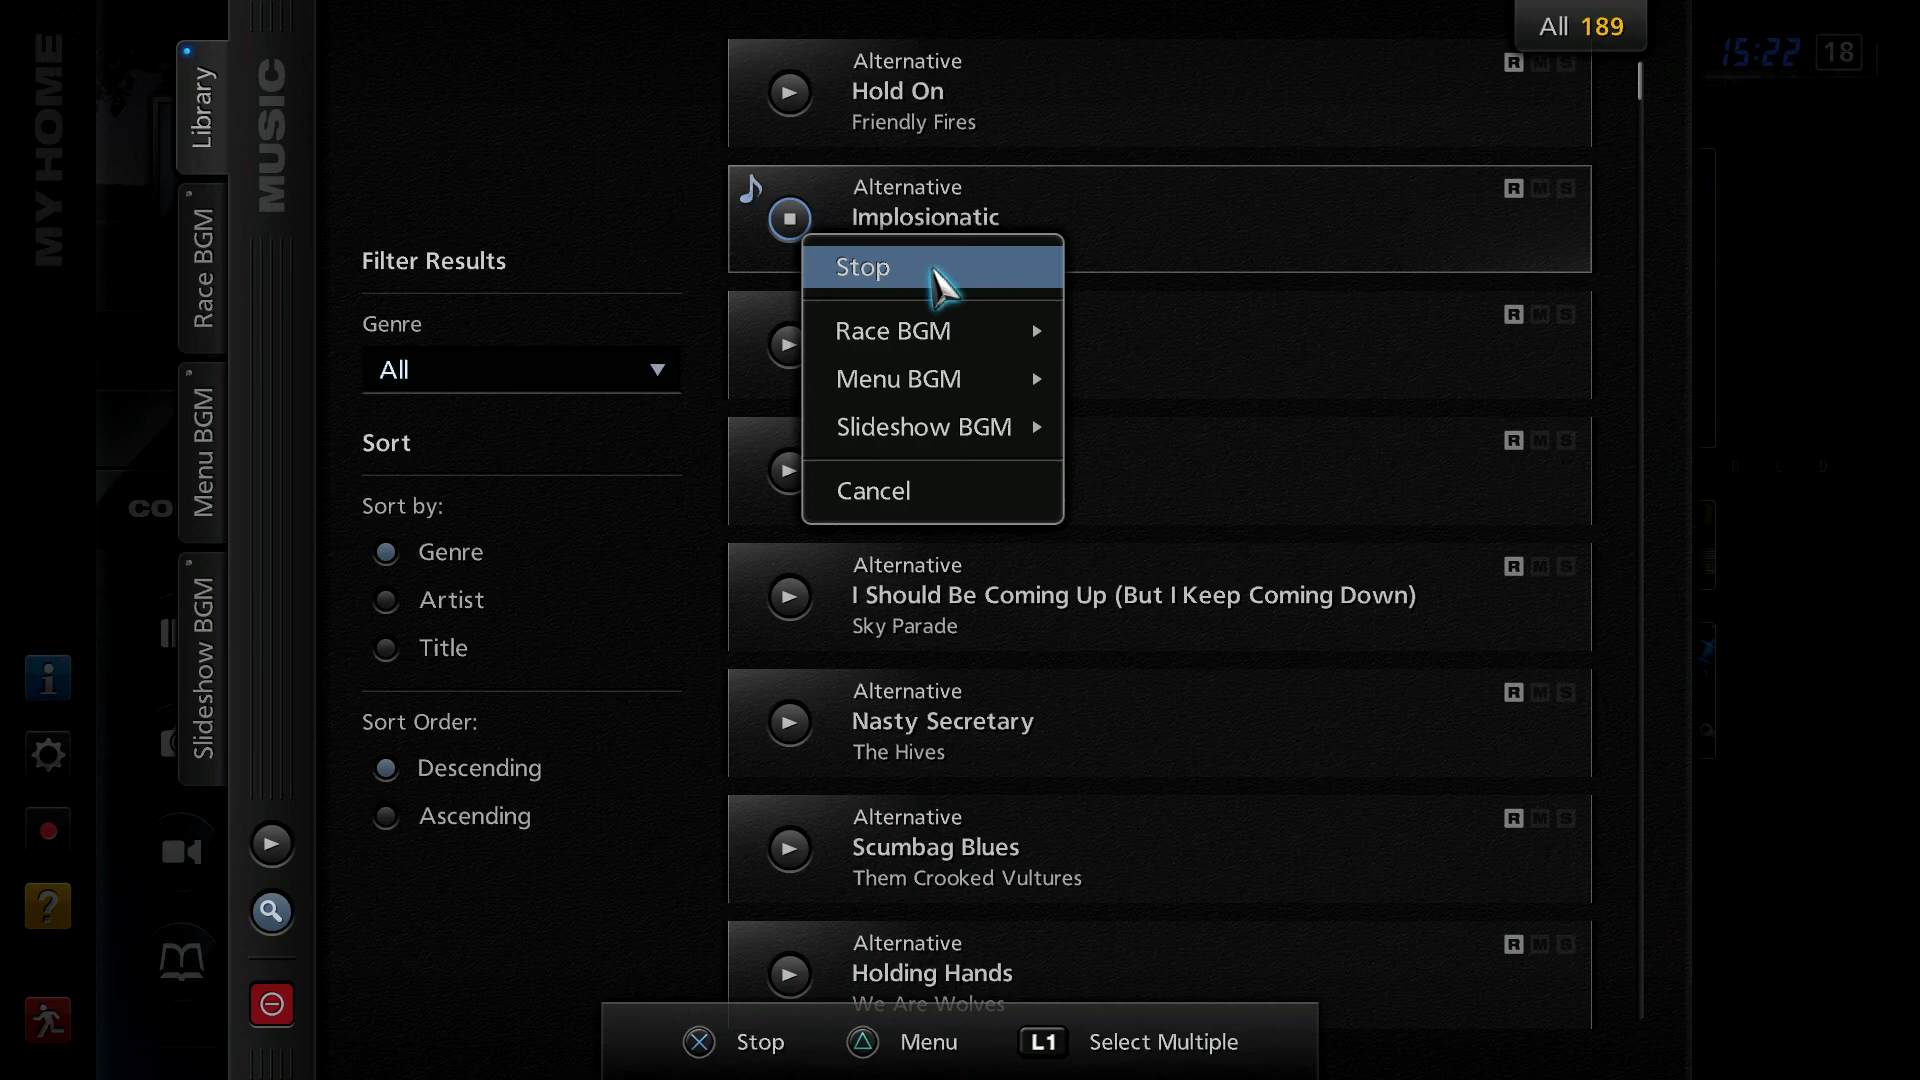 MY HOME
Library
Race BGM
Menu BGM
Slideshow BGM
MUSIC
CO
All 189
15:22 18
Filter Results
Genre
All
Sort
Sort by:
Genre
Artist
Title
Sort Order:
Descending
Ascending
Alternative
Hold On
Friendly Fires
R M S
Alternative
Implosionatic
R M S
Stop
Race BGM
Menu BGM
Slideshow BGM
Cancel
R M S
R M S
Alternative
I Should Be Coming Up (But I Keep Coming Down)
Sky Parade
R M S
Alternative
Nasty Secretary
The Hives
R M S
Alternative
Scumbag Blues
Them Crooked Vultures
R M S
Alternative
Holding Hands
We Are Wolves
R M S
Stop Menu L1 Select Multiple